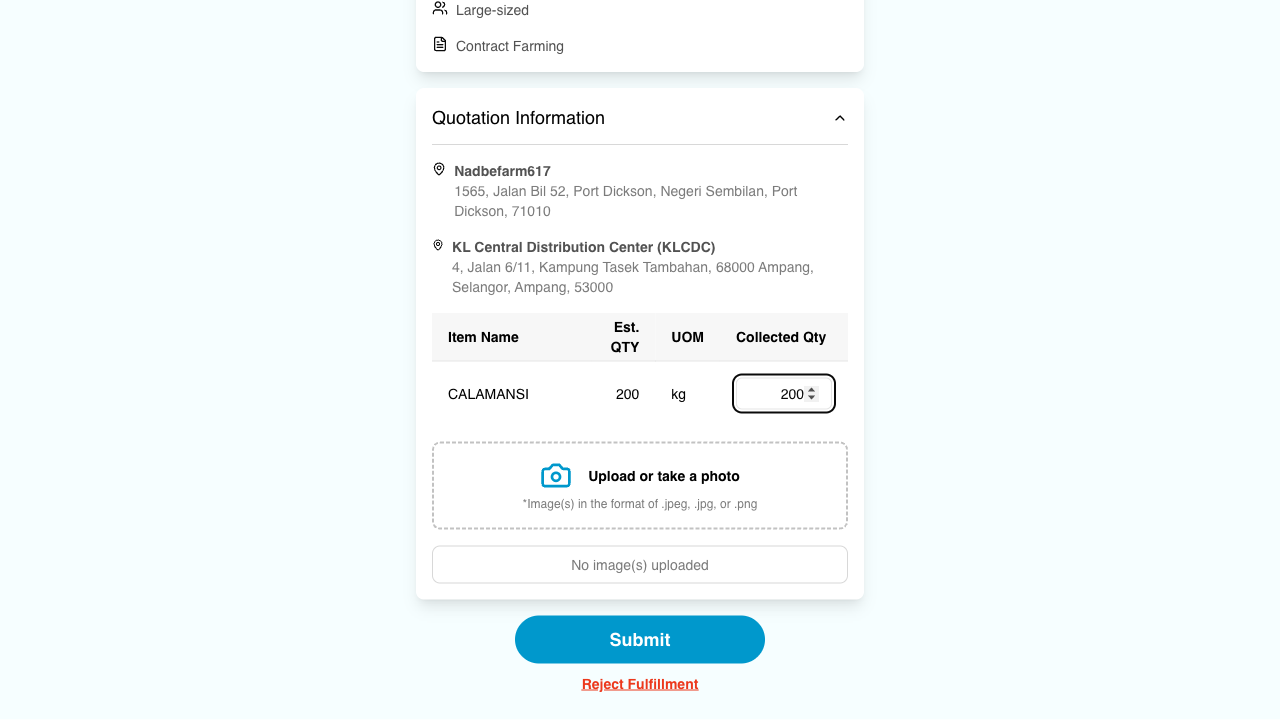 Large-sized
Contract Farming
Quotation Information
Nadbefarm617
1565, Jalan Bil 52, Port Dickson, Negeri Sembilan, Port
Dickson, 71010
KL Central Distribution Center (KLCDC)
4, Jalan 6/11, Kampung Tasek Tambahan, 68000 Ampang,
Selangor, Ampang, 53000
Item Name Est. QTY UOM Collected Qty
CALAMANSI 200 kg 200
Upload or take a photo
*Image(s) in the format of .jpeg, .jpg, or .png
No image(s) uploaded
Submit
Reject Fulfillment